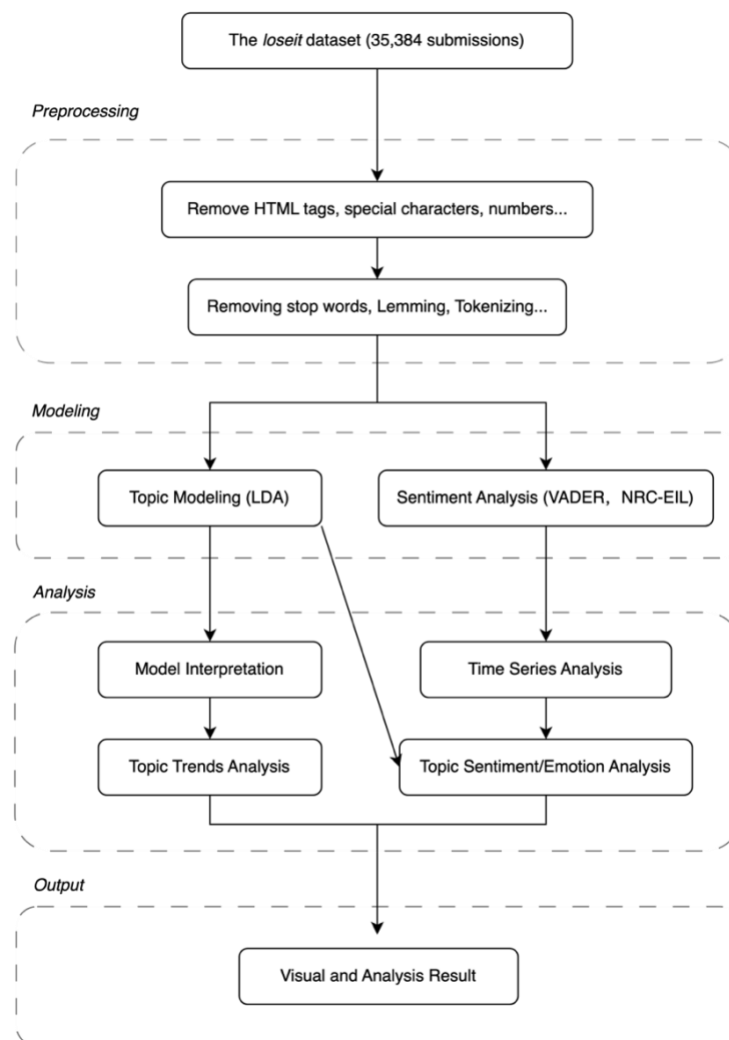 The loseit dataset (35,384 submissions)
Preprocessing
Remove HTML tags, special characters, numbers...
Removing stop words, Lemming, Tokenizing...
Modeling
Topic Modeling (LDA)
Sentiment Analysis (VADER，NRC-EIL)
Analysis
Model Interpretation
Time Series Analysis
Topic Trends Analysis
Topic Sentiment/Emotion Analysis
Output
Visual and Analysis Result